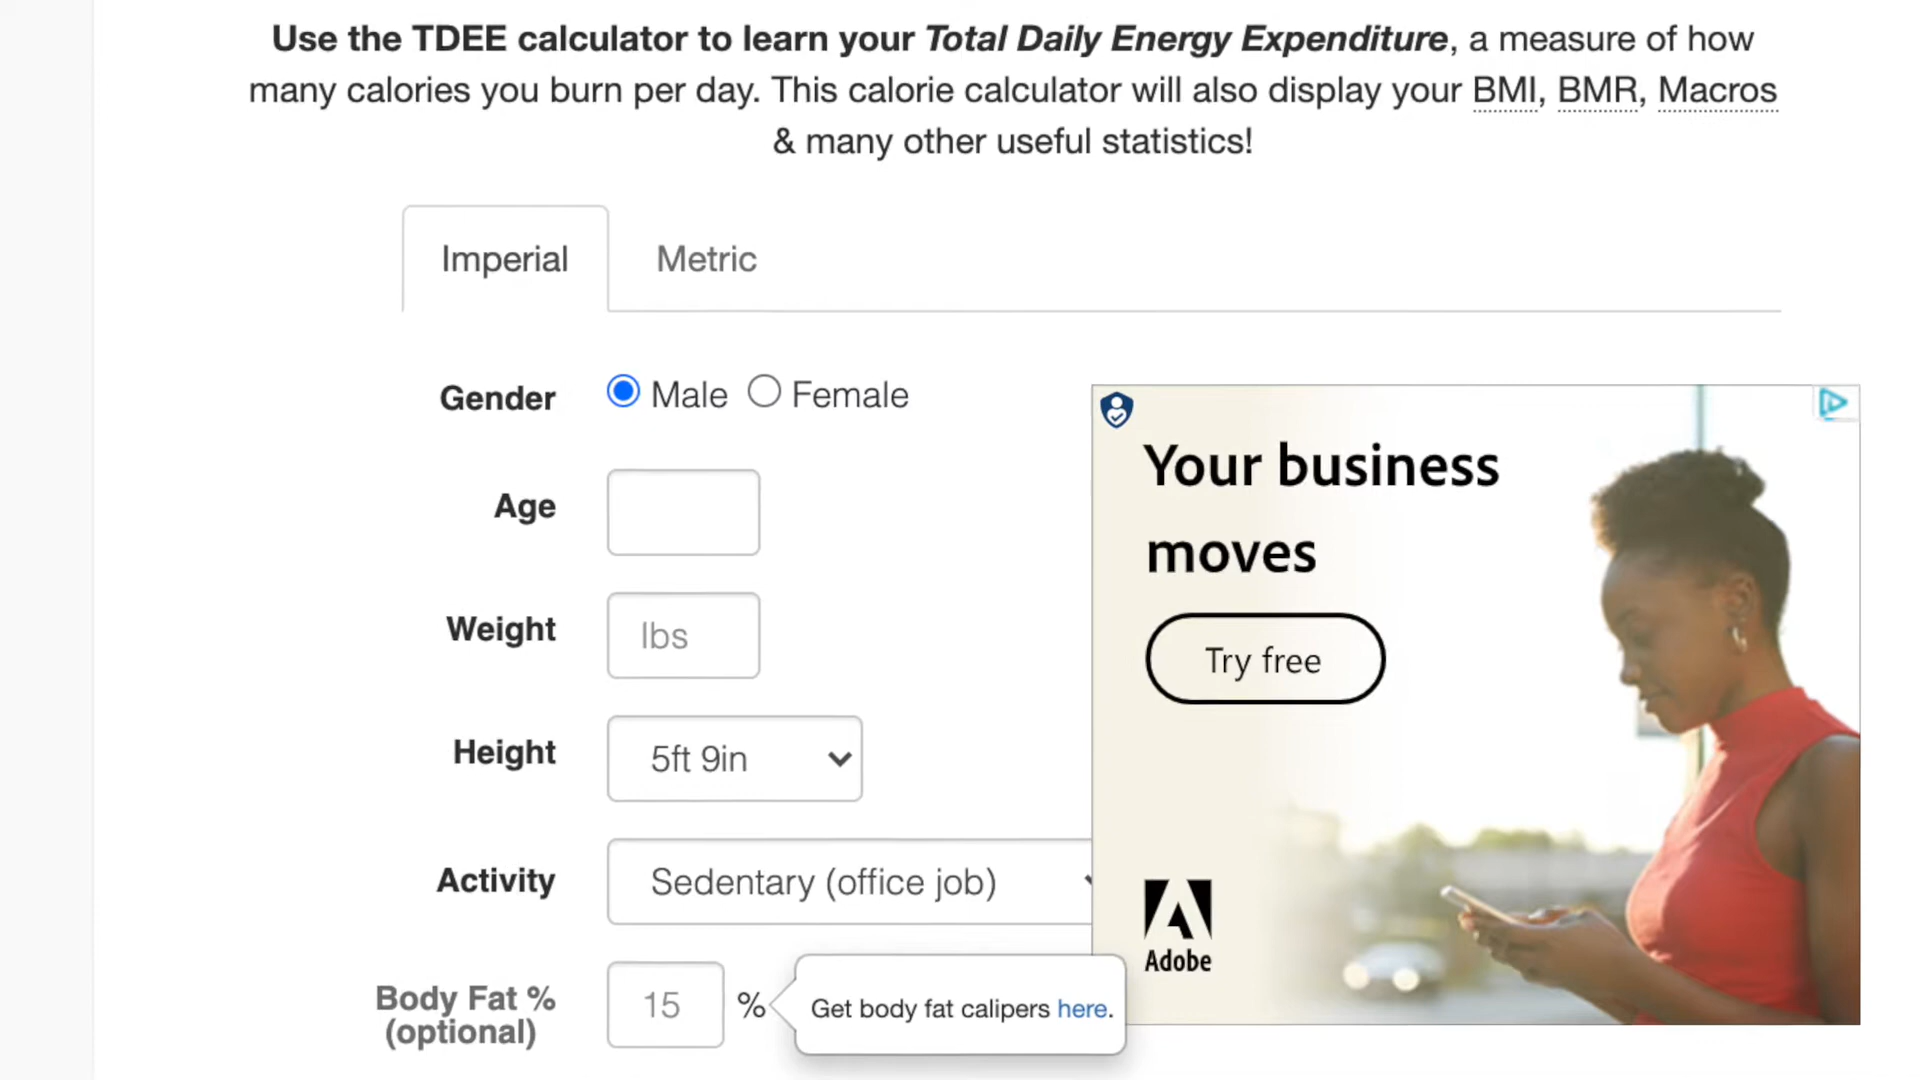 Use the TDEE calculator to learn your Total Daily Energy Expenditure, a measure of how
many calories you burn per day. This calorie calculator will also display your BMI, BMR, Macros
& many other useful statistics!
Imperial
Metric
Gender
Male
Female
Age
Weight
lbs
Height
5ft 9in
Activity
Sedentary (office job)
Body Fat %
(optional)
15
%
Get body fat calipers here.
Your business
moves
Try free
Adobe